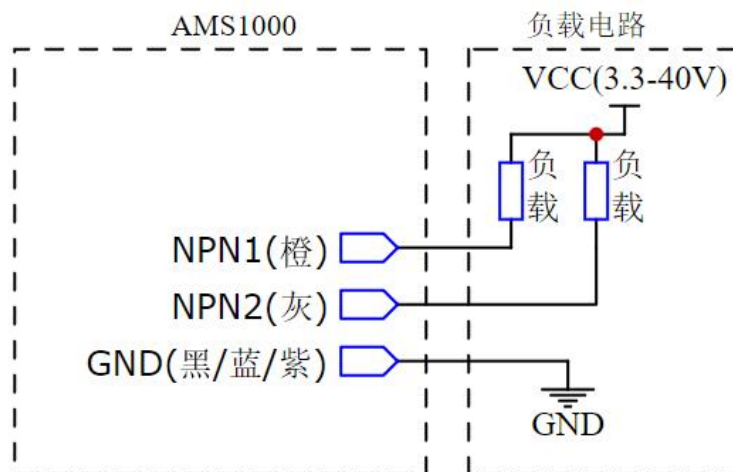 AMS1000
负载电路
VCC(3.3-40V)
负载
负载
NPN1(橙)
NPN2(灰)
GND(黑/蓝/紫)
GND